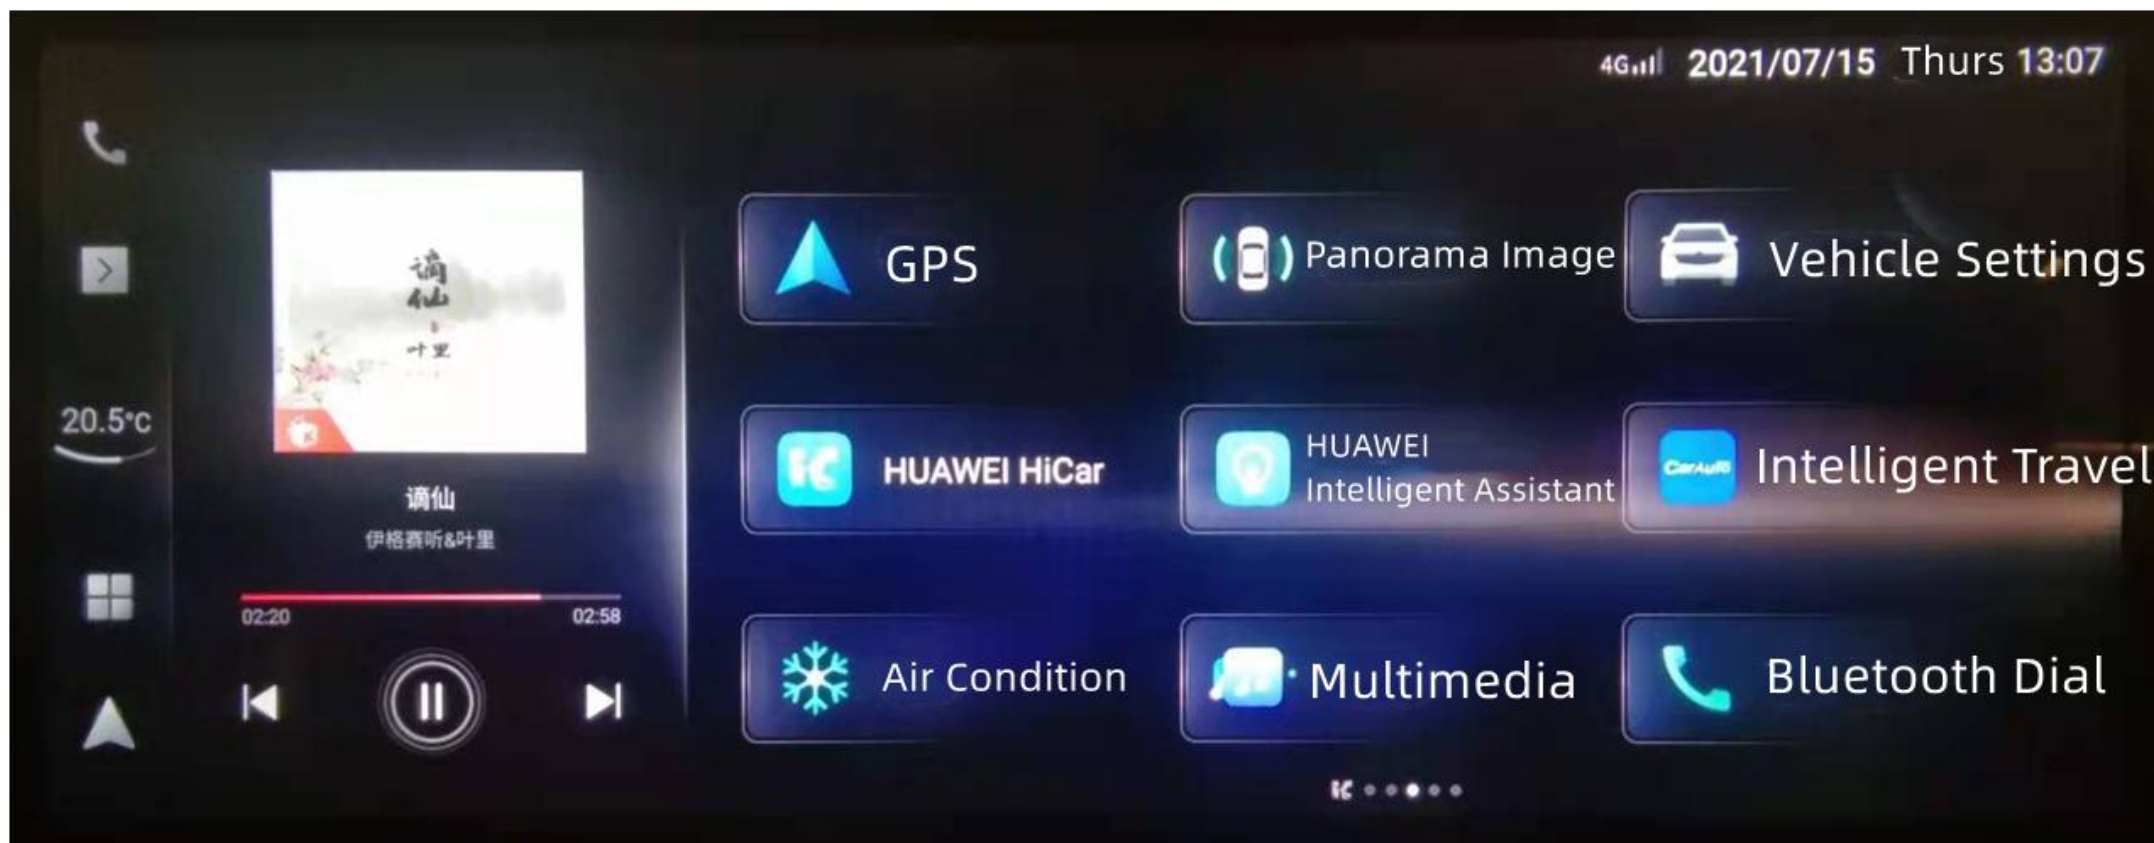 4G 2021/07/15 Thurs 13:07
谪仙
叶里
20.5°C
谪仙
伊格赛听&叶里
02:20 02:58
GPS
Panorama Image
Vehicle Settings
HUAWEI HiCar
HUAWEI
Intelligent Assistant
CarAuto
Intelligent Travel
Air Condition
Multimedia
Bluetooth Dial